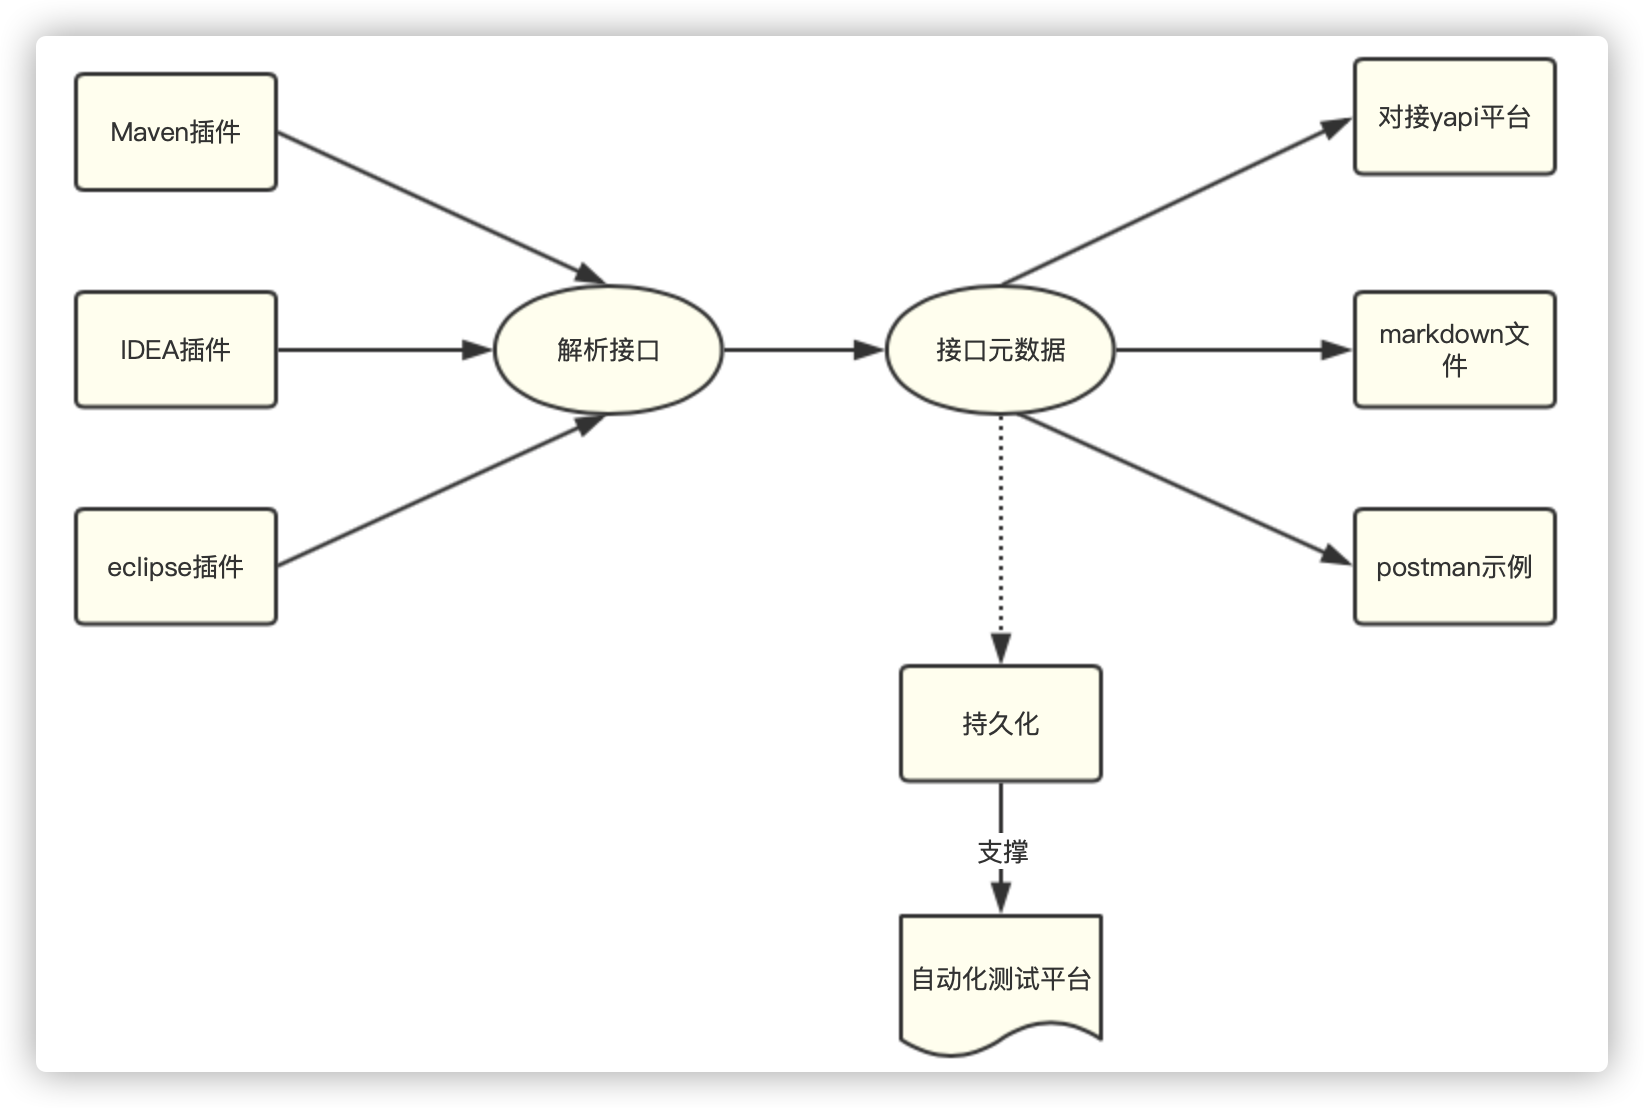 Maven插件
对接yapi平台
IDEA插件
解析接口
接口元数据
markdown文
件
eclipse插件
postman示例
持久化
支撑
自动化测试平台